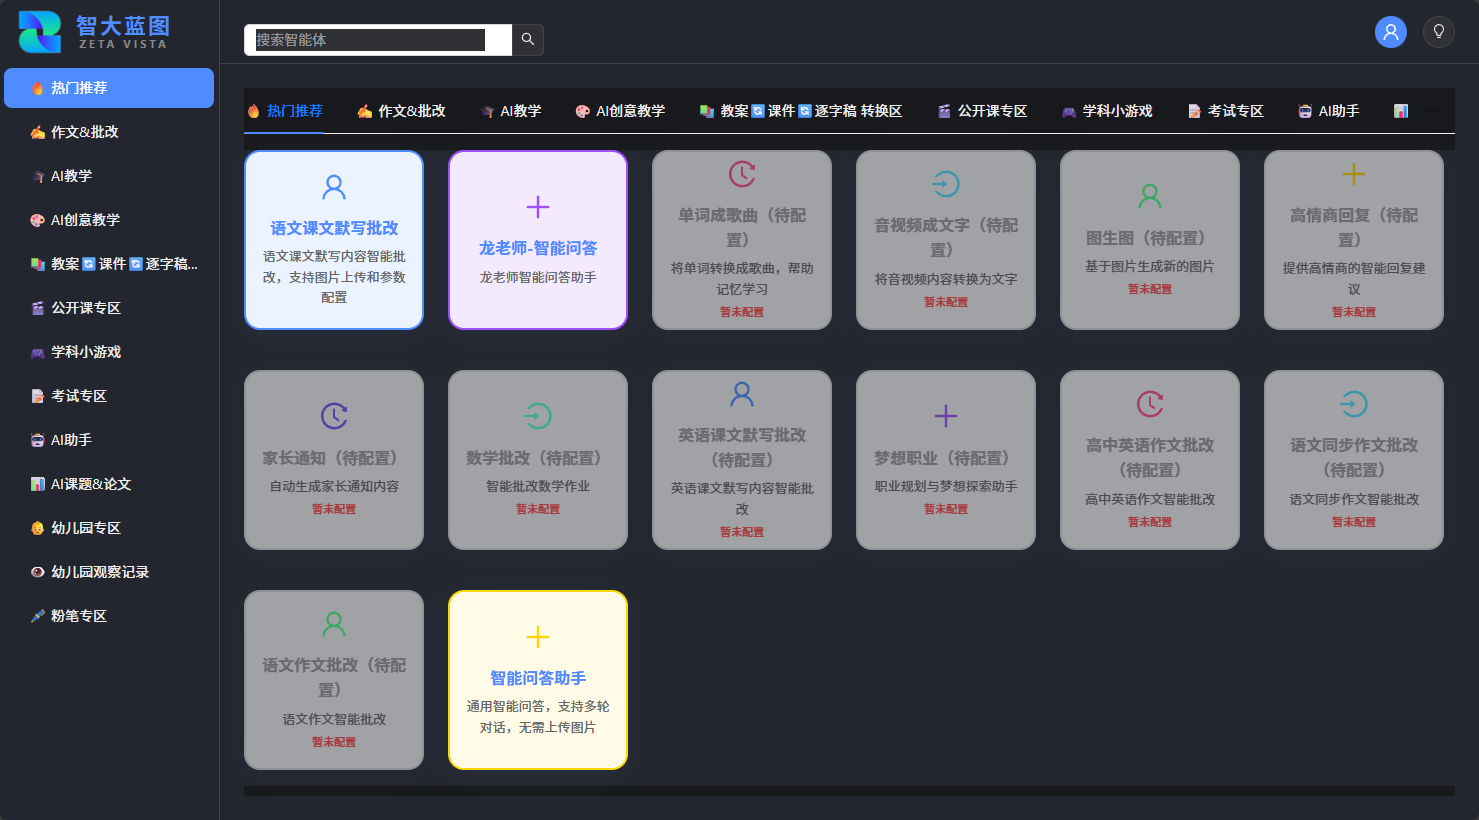 智大蓝图
ZETA VISTA
热门推荐
作文&批改
AI教学
AI创意教学
教案🔄课件🔄逐字稿...
公开课专区
学科小游戏
考试专区
AI助手
AI课题&论文
幼儿园专区
幼儿园观察记录
粉笔专区
搜索智能体
热门推荐
作文&批改
AI教学
AI创意教学
教案🔄课件🔄逐字稿 转换区
公开课专区
学科小游戏
考试专区
AI助手
...
语文课文默写批改
语文课文默写内容智能批
改，支持图片上传和参数
配置
龙老师-智能问答
龙老师智能问答助手
单词成歌曲（待配
置）
将单词转换成歌曲，帮助
记忆学习
暂未配置
音视频成文字（待配
置）
将音视频内容转换为文字
暂未配置
图生图（待配置）
基于图片生成新的图片
暂未配置
高情商回复（待配
置）
提供高情商的智能回复建
议
暂未配置
家长通知（待配置）
自动生成家长通知内容
暂未配置
数学批改（待配置）
智能批改数学作业
暂未配置
英语课文默写批改
（待配置）
英语课文默写内容智能批
改
暂未配置
梦想职业（待配置）
职业规划与梦想探索助手
暂未配置
高中英语作文批改
（待配置）
高中英语作文智能批改
暂未配置
语文同步作文批改
（待配置）
语文同步作文智能批改
暂未配置
语文作文批改（待配
置）
语文作文智能批改
暂未配置
智能问答助手
通用智能问答，支持多轮
对话，无需上传图片